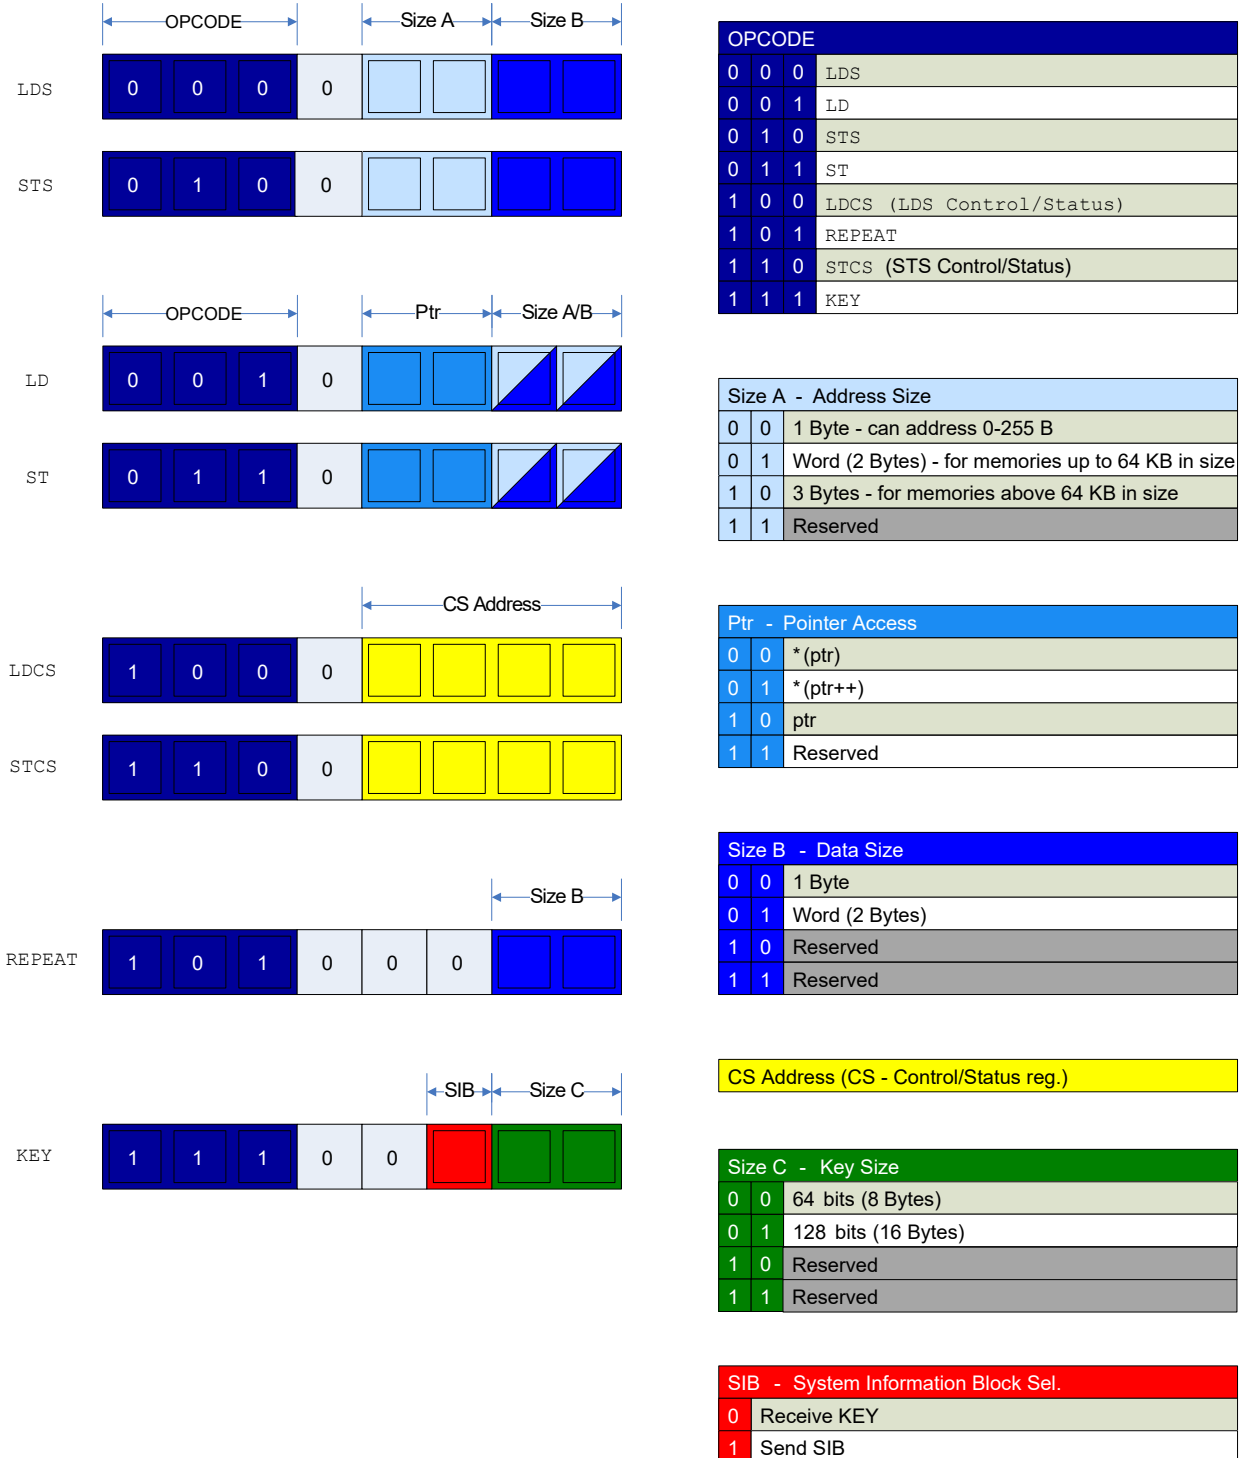 OPCODE Size A Size B
LDS 0 0 0 0
STS 0 1 0 0
OPCODE Ptr Size A/B
LD 0 0 1 0
ST 0 1 1 0
CS Address
LDCS 1 0 0 0
STCS 1 1 0 0
Size B
REPEAT 1 0 1 0 0 0
SIB Size C
KEY 1 1 1 0 0
OPCODE
0 0 0 LDS
0 0 1 LD
0 1 0 STS
0 1 1 ST
1 0 0 LDCS (LDS Control/Status)
1 0 1 REPEAT
1 1 0 STCS (STS Control/Status)
1 1 1 KEY
Size A - Address Size
0 0 1 Byte - can address 0-255 B
0 1 Word (2 Bytes) - for memories up to 64 KB in size
1 0 3 Bytes - for memories above 64 KB in size
1 1 Reserved
Ptr - Pointer Access
0 0 *(ptr)
0 1 *(ptr++)
1 0 ptr
1 1 Reserved
Size B - Data Size
0 0 1 Byte
0 1 Word (2 Bytes)
1 0 Reserved
1 1 Reserved
CS Address (CS - Control/Status reg.)
Size C - Key Size
0 0 64 bits (8 Bytes)
0 1 128 bits (16 Bytes)
1 0 Reserved
1 1 Reserved
SIB - System Information Block Sel.
0 Receive KEY
1 Send SIB